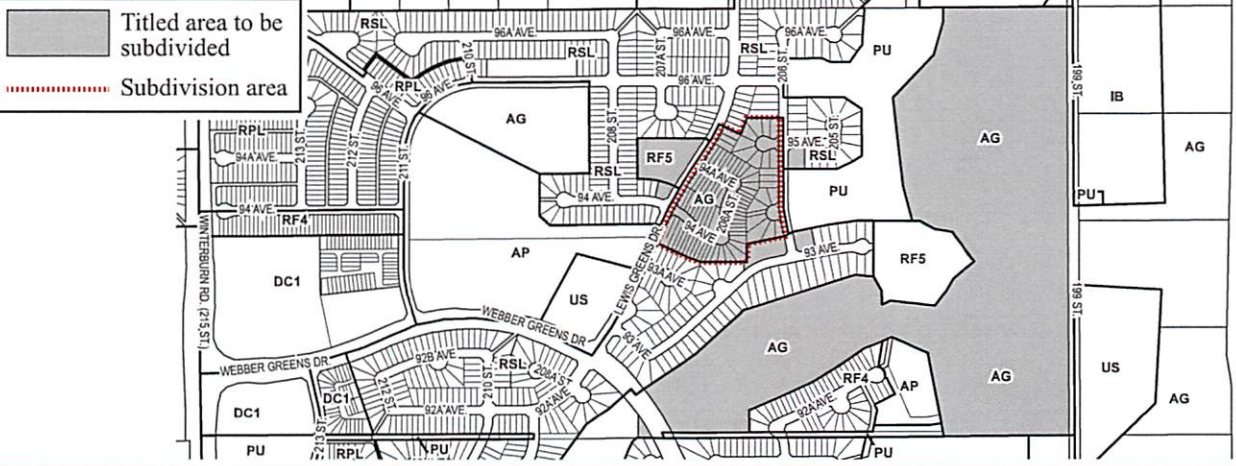 Titled area to be
subdivided
Subdivision area
RSL
96A AVE.
96A AVE.
96A AVE.
RSL
RSL
PU
210 ST.
207A ST.
206 ST.
199 ST.
IB
RPL
96 AVE.
96 AVE.
96 AVE.
AG
AG
AG
RPL
213 ST.
212 ST.
211 ST.
208 ST.
95 AVE.
205 ST.
RSL
94A AVE.
RF5
94A AVE
RSL
PU
PU
AG
206A ST.
94 AVE.
94 AVE.
94 AVE
RF4
WINTERBURN RD. (215 ST.)
LEWIS GREENS DR.
AP
93 AVE.
RF5
DC1
93A AVE
US
199 ST.
WEBBER GREENS DR.
93 AVE
AG
AG
US
WEBBER GREENS DR.
92B AVE
RSL
208A ST.
RF4
AP
DC1
212 ST.
210 ST.
92A AVE.
92A AVE
92A AVE.
AG
DC1
213 ST.
PU
RPL
PU
PU